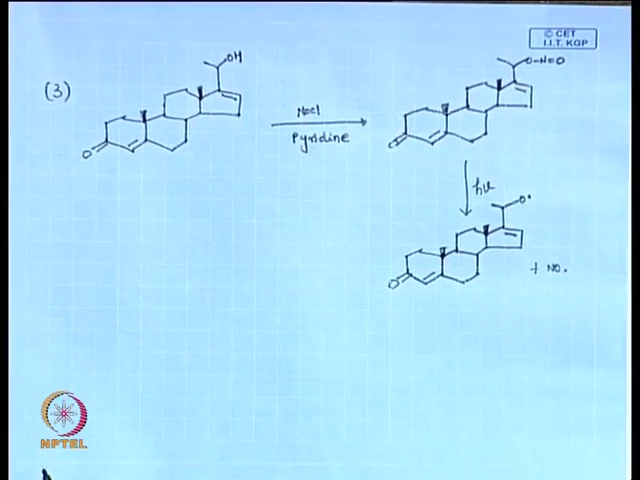 © CET
I.I.T. KGP
(3)
OH
O
NOCl
Pyridine
O-N=O
O
hν
O•
O
+ NO.
NPTEL